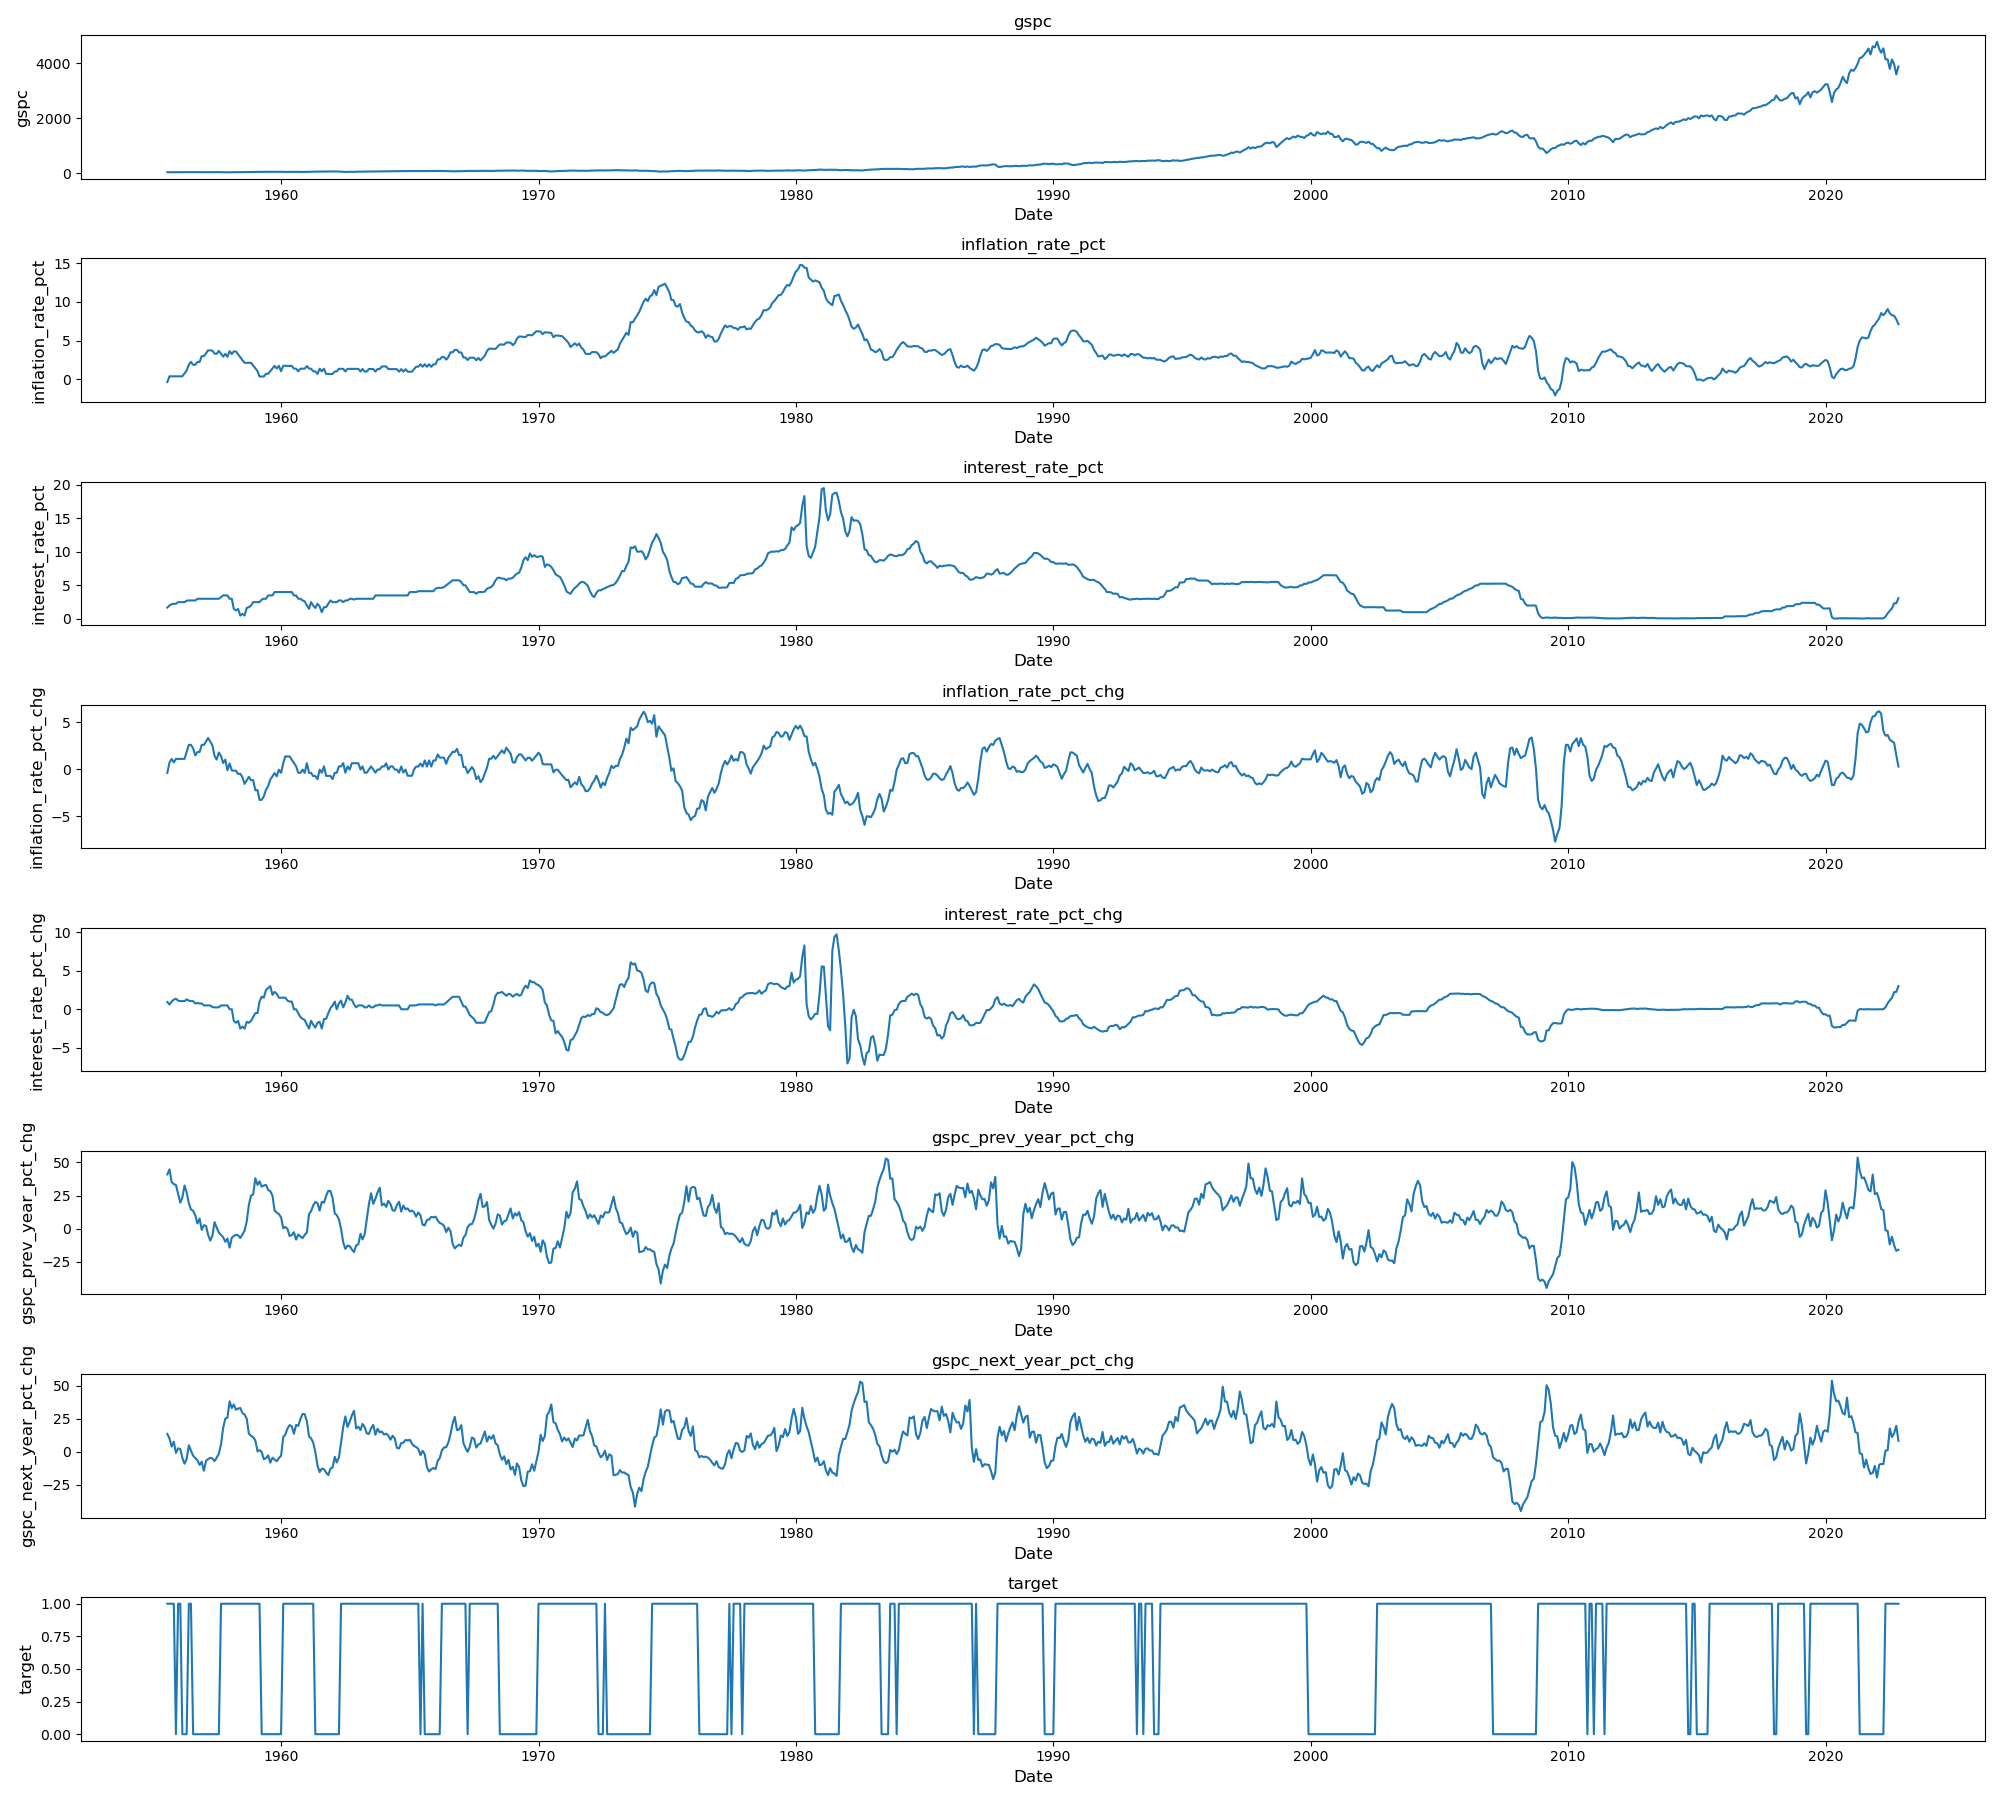 gspc
gspc
4000
2000
0
1960 1970 1980 1990 2000 2010 2020
Date
inflation_rate_pct
inflation_rate_pct
15
10
5
0
1960 1970 1980 1990 2000 2010 2020
Date
interest_rate_pct
interest_rate_pct
20
15
10
5
0
1960 1970 1980 1990 2000 2010 2020
Date
inflation_rate_pct_chg
inflation_rate_pct_chg
5
0
−5
1960 1970 1980 1990 2000 2010 2020
Date
interest_rate_pct_chg
interest_rate_pct_chg
10
5
0
−5
1960 1970 1980 1990 2000 2010 2020
Date
gspc_prev_year_pct_chg
gspc_prev_year_pct_chg
50
25
0
−25
1960 1970 1980 1990 2000 2010 2020
Date
gspc_next_year_pct_chg
gspc_next_year_pct_chg
50
25
0
−25
1960 1970 1980 1990 2000 2010 2020
Date
target
target
1.00
0.75
0.50
0.25
0.00
1960 1970 1980 1990 2000 2010 2020
Date